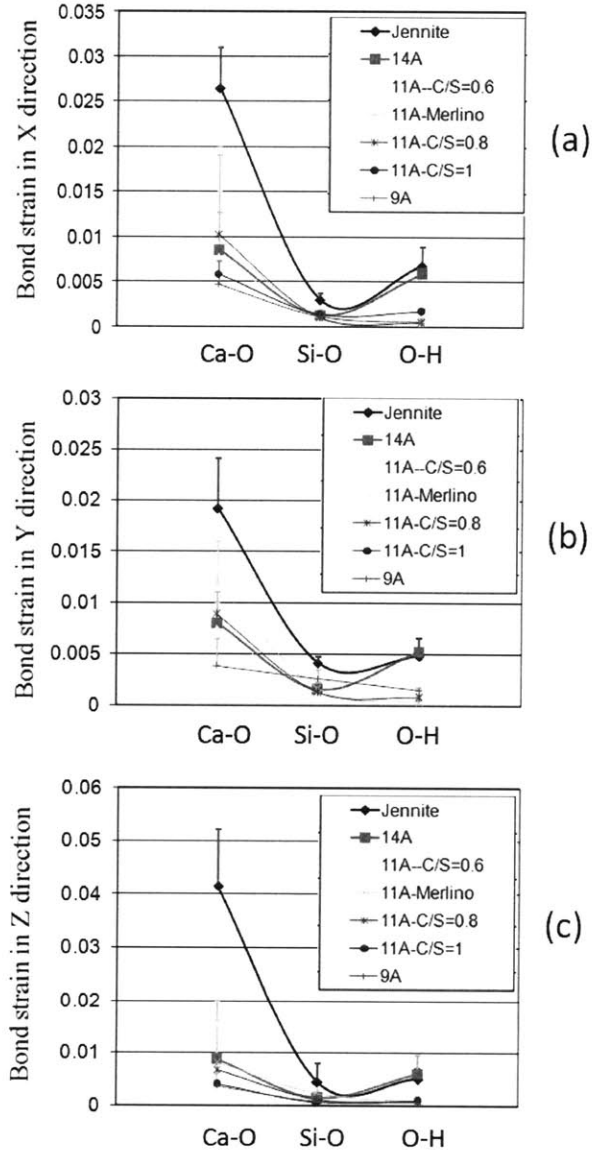 Bond strain in X direction
0.035
0.03
0.025
0.02
0.015
0.01
0.005
0
Jennite
14A
11A--C/S=0.6
11A-Merlino
11A-C/S=0.8
11A-C/S=1
9A
(a)
Ca-O Si-O O-H
Bond strain in Y direction
0.03
0.025
0.02
0.015
0.01
0.005
0
Jennite
14A
11A--C/S=0.6
11A-Merlino
11A-C/S=0.8
11A-C/S=1
9A
(b)
Ca-O Si-O O-H
Bond strain in Z direction
0.06
0.05
0.04
0.03
0.02
0.01
0
Jennite
14A
11A--C/S=0.6
11A-Merlino
11A-C/S=0.8
11A-C/S=1
9A
(c)
Ca-O Si-O O-H